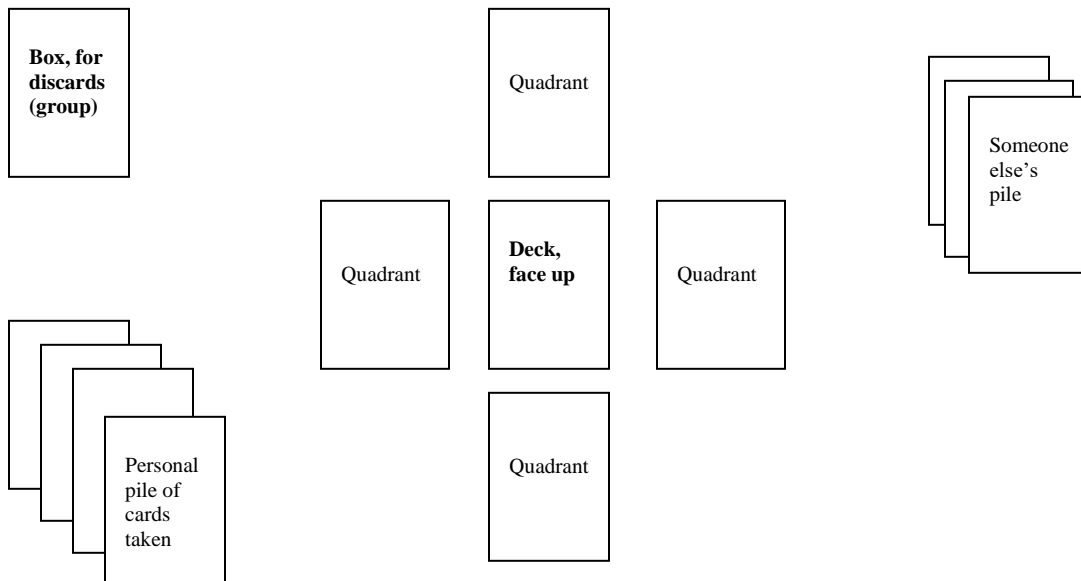 Box, for
discards
(group)
Quadrant
Someone
else’s
pile
Quadrant
Deck,
face up
Quadrant
Quadrant
Personal
pile of
cards
taken